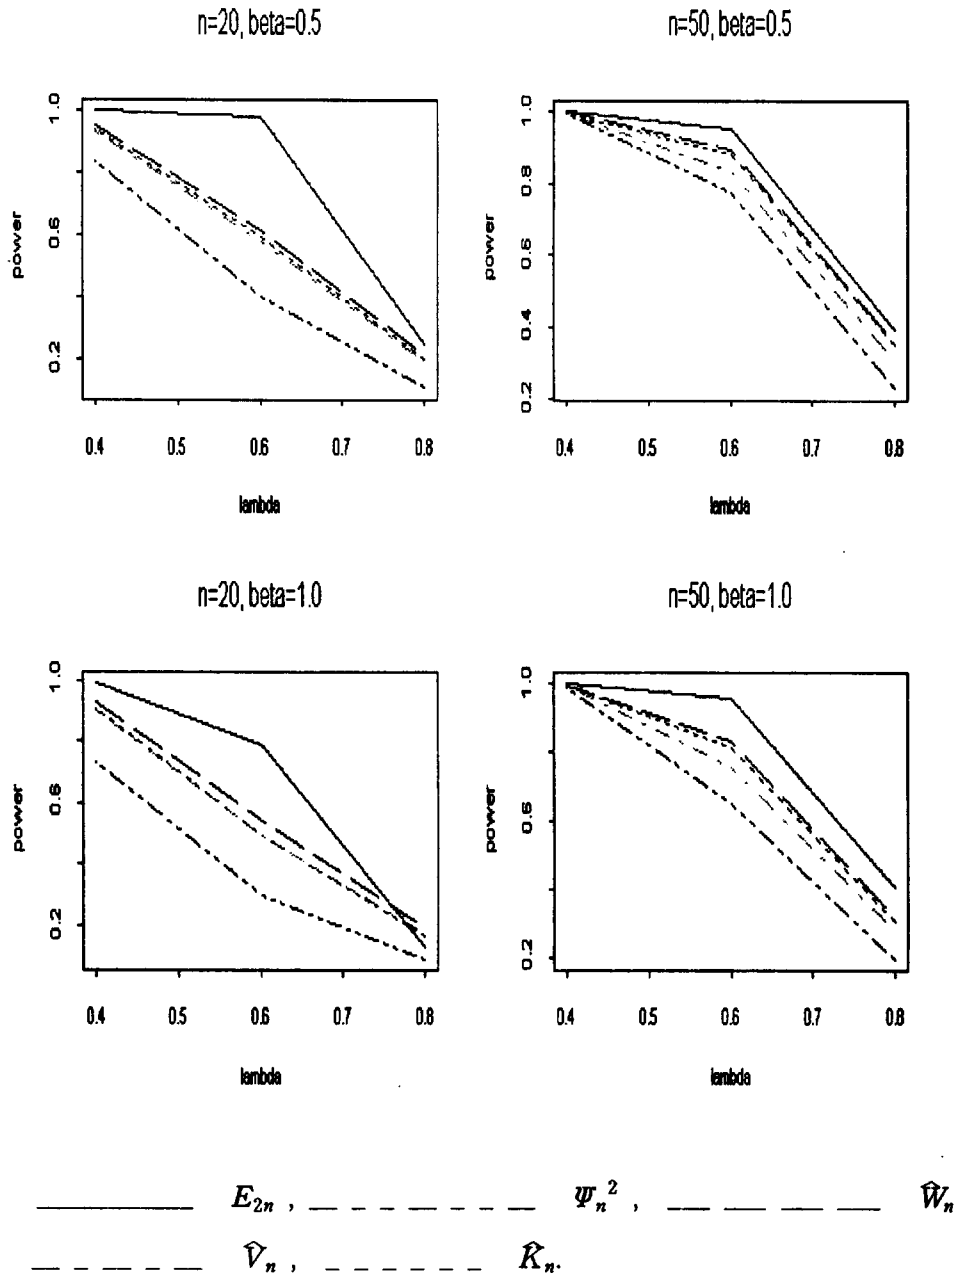 n=20, beta=0.5
n=50, beta=0.5
1.0
0.6
0.2
power
0.4 0.5 0.6 0.7 0.8
lambda
1.0
0.8
0.6
0.4
0.2
power
0.4 0.5 0.6 0.7 0.8
lambda
n=20, beta=1.0
n=50, beta=1.0
1.0
0.6
0.2
power
0.4 0.5 0.6 0.7 0.8
lambda
1.0
0.6
0.2
power
0.4 0.5 0.6 0.7 0.8
lambda
E₂ₙ , Ψₙ² , Ŵₙ
V̂ₙ , K̂ₙ.